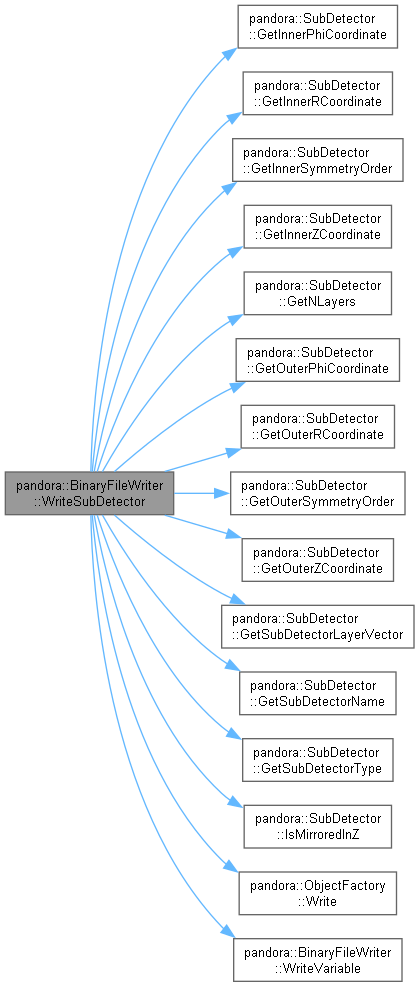 pandora::SubDetector
::GetInnerPhiCoordinate
pandora::SubDetector
::GetInnerRCoordinate
pandora::SubDetector
::GetInnerSymmetryOrder
pandora::SubDetector
::GetInnerZCoordinate
pandora::SubDetector
::GetNLayers
pandora::SubDetector
::GetOuterPhiCoordinate
pandora::SubDetector
::GetOuterRCoordinate
pandora::BinaryFileWriter
::WriteSubDetector
pandora::SubDetector
::GetOuterSymmetryOrder
pandora::SubDetector
::GetOuterZCoordinate
pandora::SubDetector
::GetSubDetectorLayerVector
pandora::SubDetector
::GetSubDetectorName
pandora::SubDetector
::GetSubDetectorType
pandora::SubDetector
::IsMirroredInZ
pandora::ObjectFactory
::Write
pandora::BinaryFileWriter
::WriteVariable